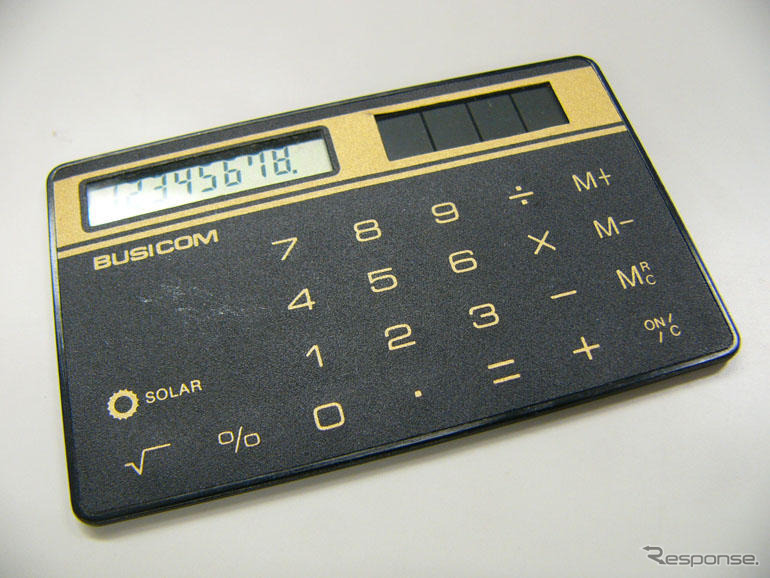 12345678.
BUSICOM
7 8 9 ÷ M+
4 5 6 × M−
1 2 3 − MRC
SOLAR
0 . = + ON/C
√ %
Response.